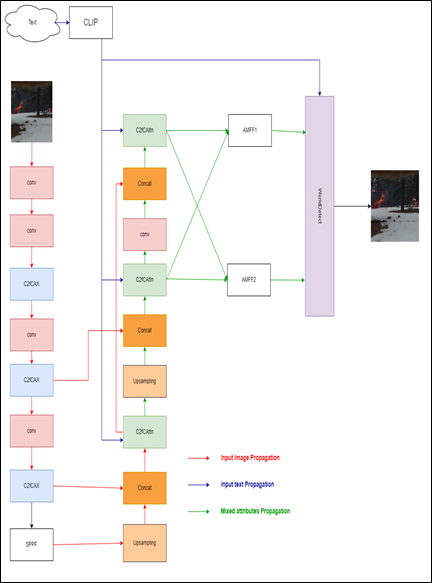 Text
CLIP
conv
conv
C2fCAX
conv
C2fCAX
conv
C2fCAX
SPPF
C2fCAttn
Concat
conv
C2fCAttn
Concat
Upsampling
C2fCAttn
Concat
Upsampling
AMFF1
AMFF2
WorldDetect
Input Image Propagation
Input text Propagation
Mixed attributes Propagation